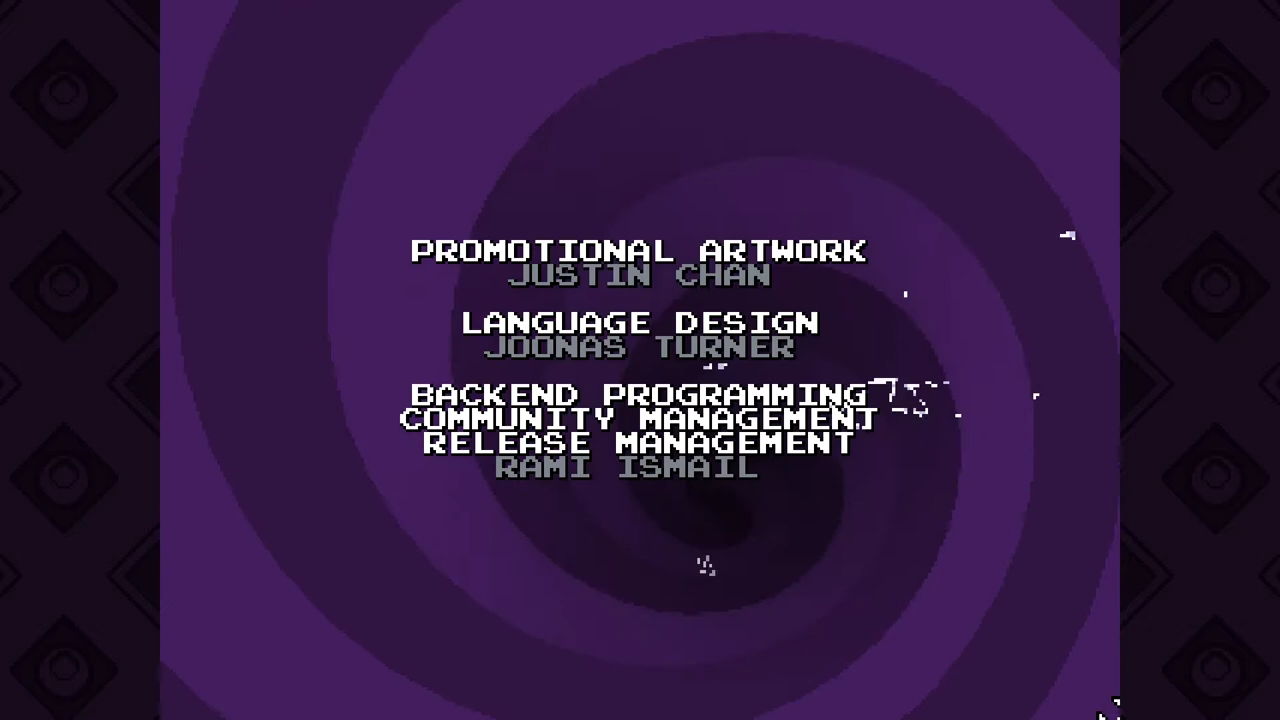 PROMOTIONAL ARTWORK
JUSTIN CHAN
LANGUAGE DESIGN
JOONAS TURNER
BACKEND PROGRAMMING
COMMUNITY MANAGEMENT
RELEASE MANAGEMENT
RAMI ISMAIL